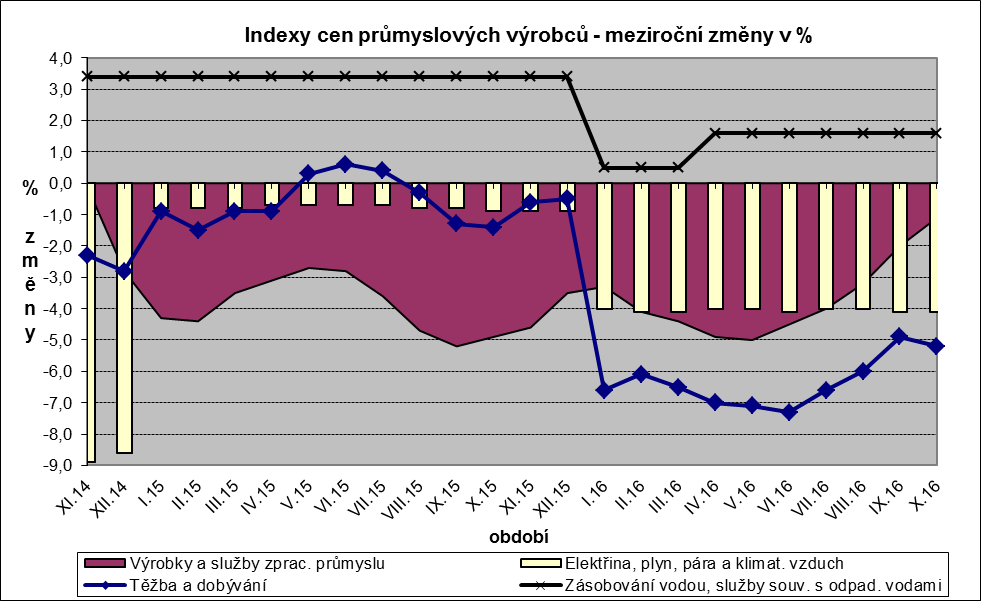 Indexy cen průmyslových výrobců - meziroční změny v %
4,0
3,0
2,0
1,0
0,0
-1,0
-2,0
-3,0
-4,0
-5,0
-6,0
-7,0
-8,0
-9,0
% změny
XI.14 XII.14 I.15 II.15 III.15 IV.15 V.15 VI.15 VII.15 VIII.15 IX.15 X.15 XI.15 XII.15 I.16 II.16 III.16 IV.16 V.16 VI.16 VII.16 VIII.16 IX.16 X.16
období
Výrobky a služby zprac. průmyslu
Elektřina, plyn, pára a klimat. vzduch
Těžba a dobývání
Zásobování vodou, služby souv. s odpad. vodami